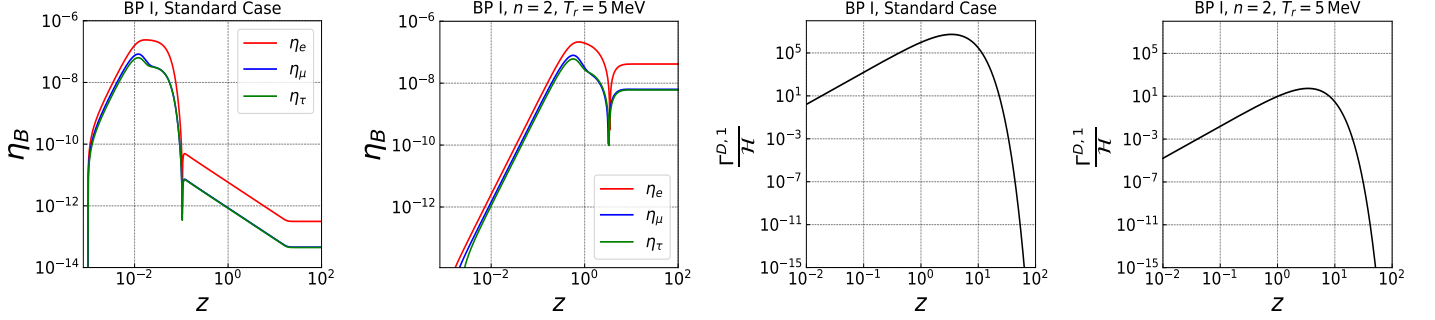 BP I, Standard Case
η_B
10^{-6}
10^{-8}
10^{-10}
10^{-12}
10^{-14}
η_e
η_μ
η_τ
10^{-2}
10^{0}
10^{2}
z
BP I, n = 2, T_r = 5 MeV
η_B
10^{-6}
10^{-8}
10^{-10}
10^{-12}
η_e
η_μ
η_τ
10^{-2}
10^{0}
10^{2}
z
BP I, Standard Case
Γ^{D, 1}
ℋ
10^{5}
10^{1}
10^{-3}
10^{-7}
10^{-11}
10^{-15}
10^{-2}
10^{-1}
10^{0}
10^{1}
10^{2}
z
BP I, n = 2, T_r = 5 MeV
Γ^{D, 1}
ℋ
10^{5}
10^{1}
10^{-3}
10^{-7}
10^{-11}
10^{-15}
10^{-2}
10^{-1}
10^{0}
10^{1}
10^{2}
z